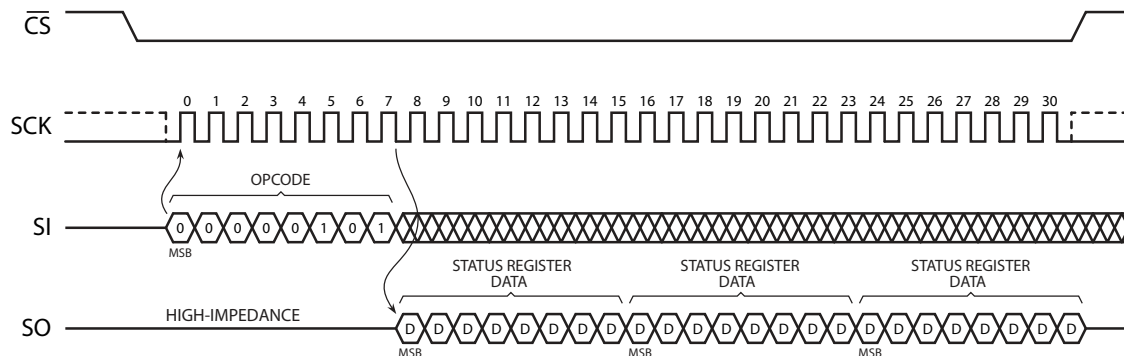 CS
0 1 2 3 4 5 6 7 8 9 10 11 12 13 14 15 16 17 18 19 20 21 22 23 24 25 26 27 28 29 30
SCK
OPCODE
SI 0 0 0 0 0 1 0 1
MSB
STATUS REGISTER DATA
STATUS REGISTER DATA
STATUS REGISTER DATA
HIGH-IMPEDANCE
SO D D D D D D D D D D D D D D D D D D D D D D D D
MSB MSB MSB